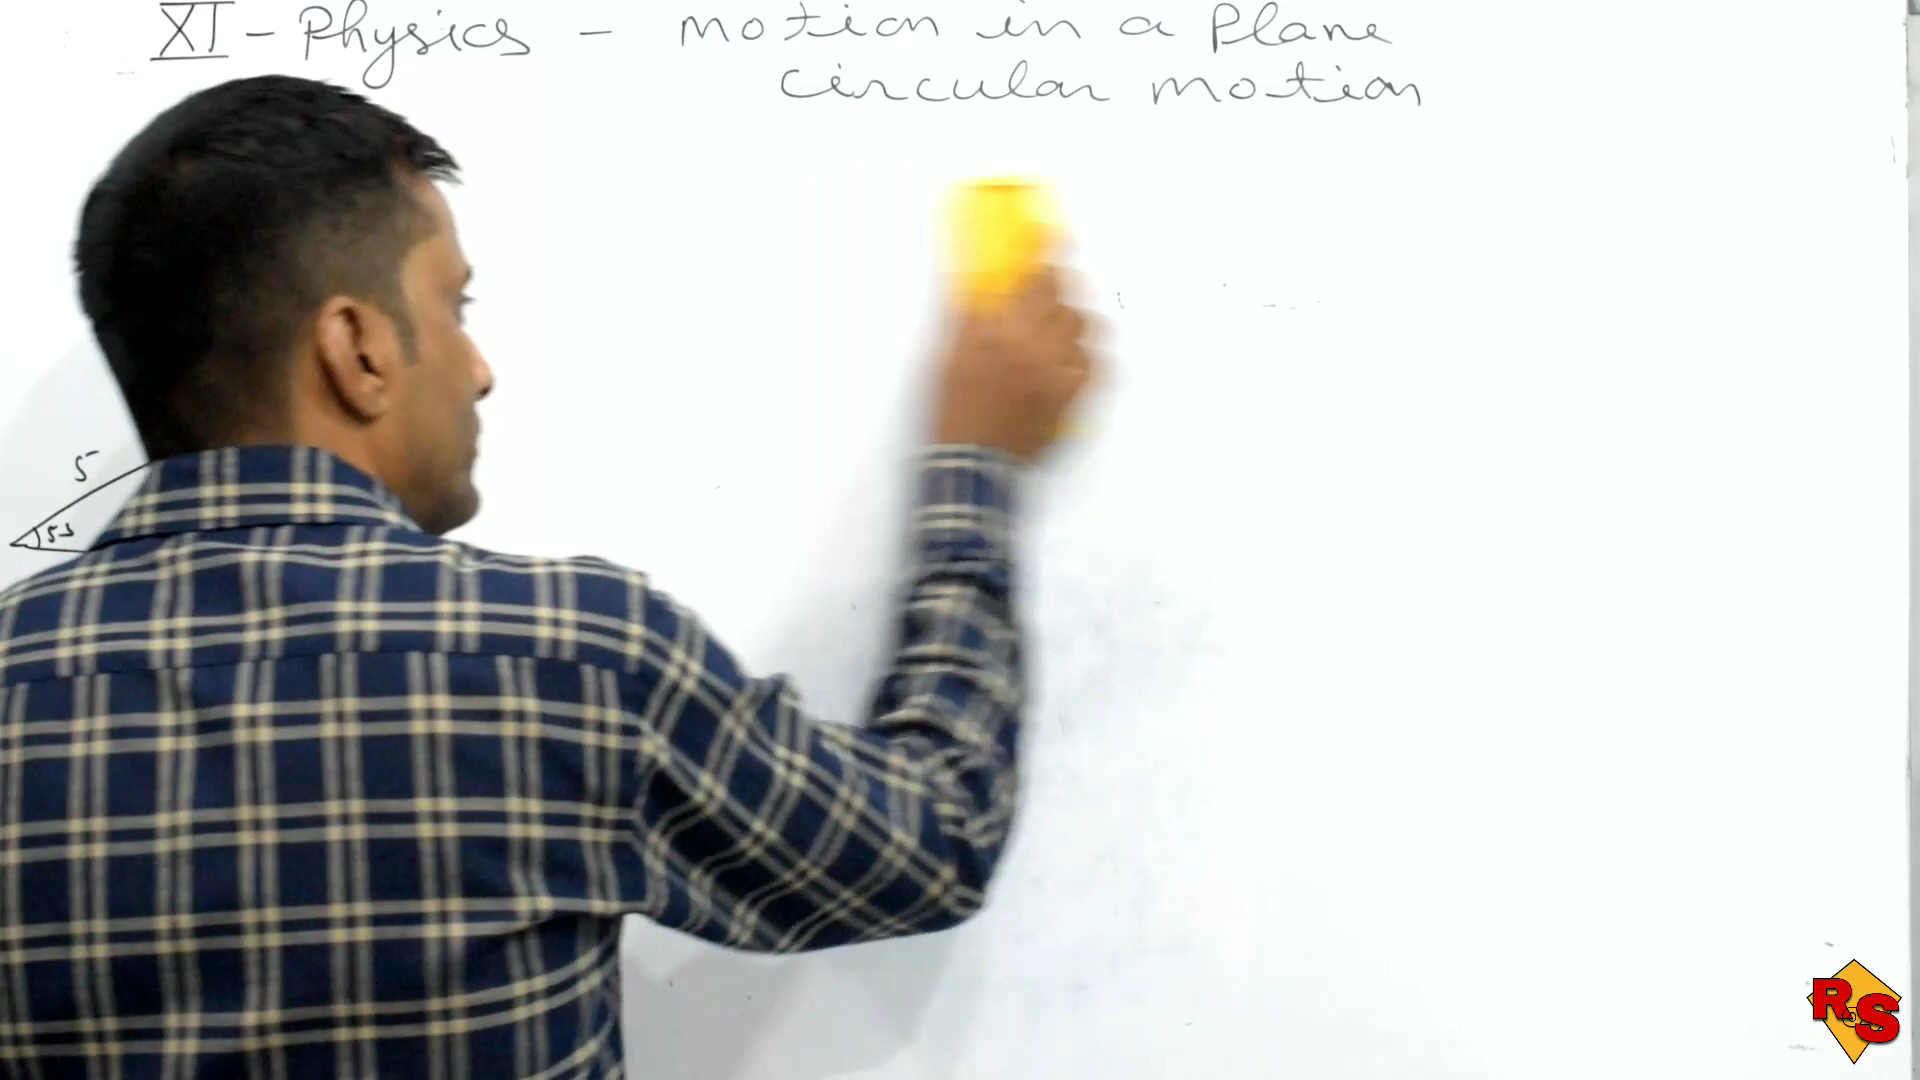 XI - Physics - motion in a Plane
circular motion
5
53
RS